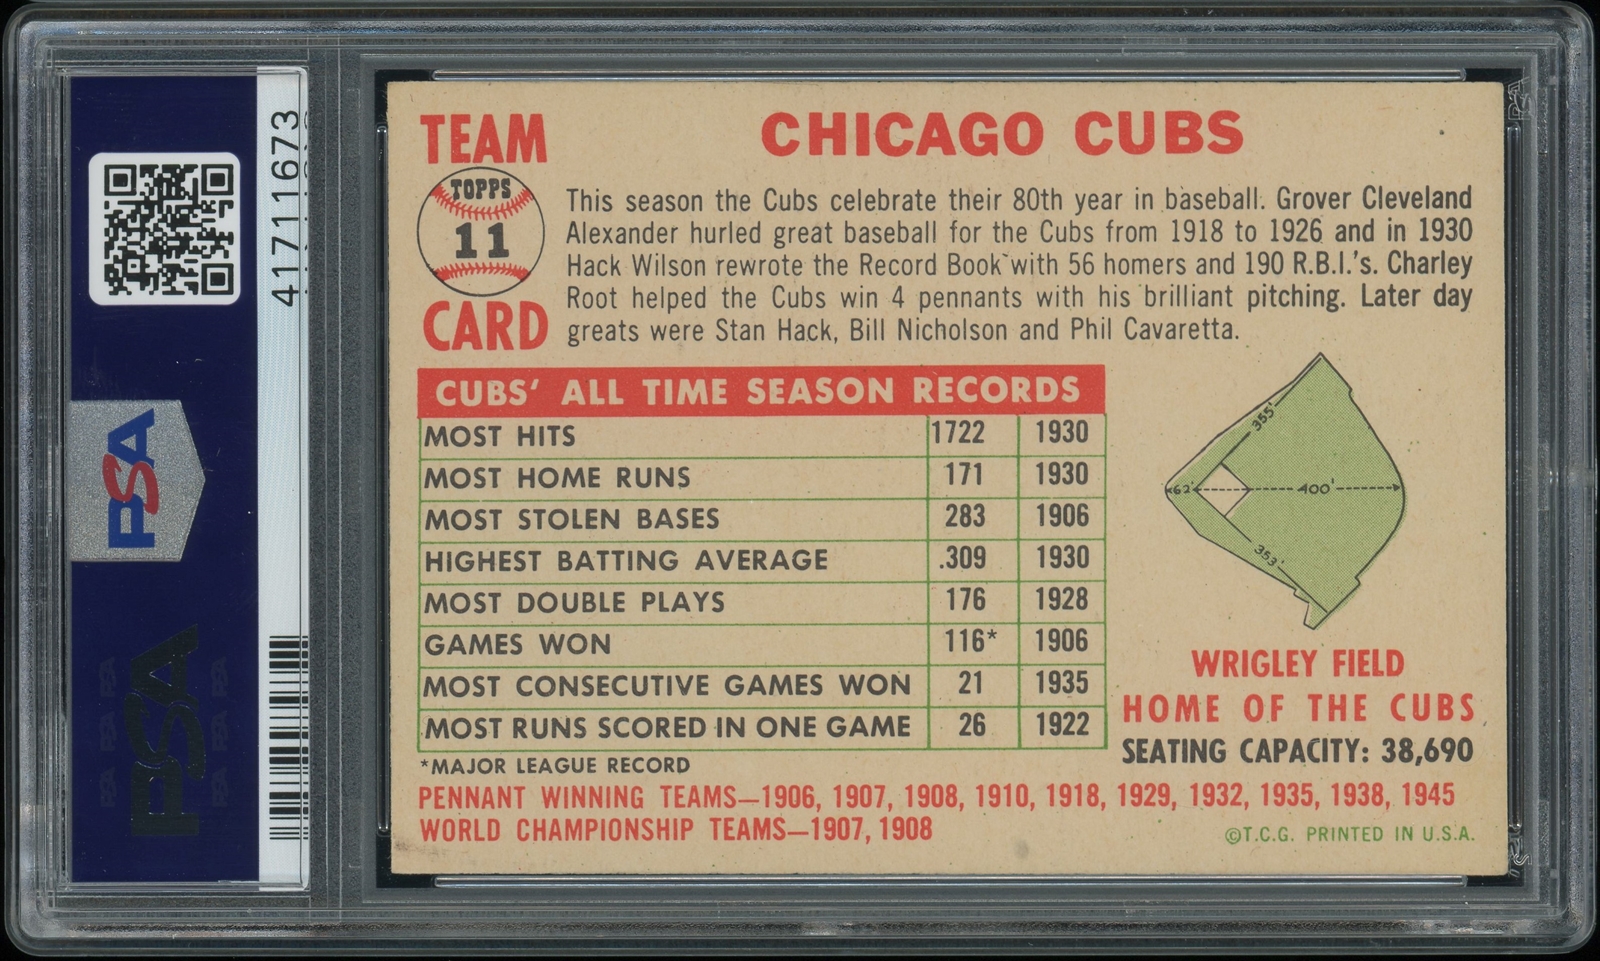 41711673
PSA
PSA
TEAM
TOPPS
11
CARD
CHICAGO CUBS
This season the Cubs celebrate their 80th year in baseball. Grover Cleveland
Alexander hurled great baseball for the Cubs from 1918 to 1926 and in 1930
Hack Wilson rewrote the Record Book with 56 homers and 190 R.B.I.'s. Charley
Root helped the Cubs win 4 pennants with his brilliant pitching. Later day
greats were Stan Hack, Bill Nicholson and Phil Cavaretta.
CUBS' ALL TIME SEASON RECORDS
MOST HITS 1722 1930
MOST HOME RUNS 171 1930
MOST STOLEN BASES 283 1906
HIGHEST BATTING AVERAGE .309 1930
MOST DOUBLE PLAYS 176 1928
GAMES WON 116* 1906
MOST CONSECUTIVE GAMES WON 21 1935
MOST RUNS SCORED IN ONE GAME 26 1922
*MAJOR LEAGUE RECORD
355'
62'
400'
353'
WRIGLEY FIELD
HOME OF THE CUBS
SEATING CAPACITY: 38,690
PENNANT WINNING TEAMS—1906, 1907, 1908, 1910, 1918, 1929, 1932, 1935, 1938, 1945
WORLD CHAMPIONSHIP TEAMS—1907, 1908
©T.C.G. PRINTED IN U.S.A.